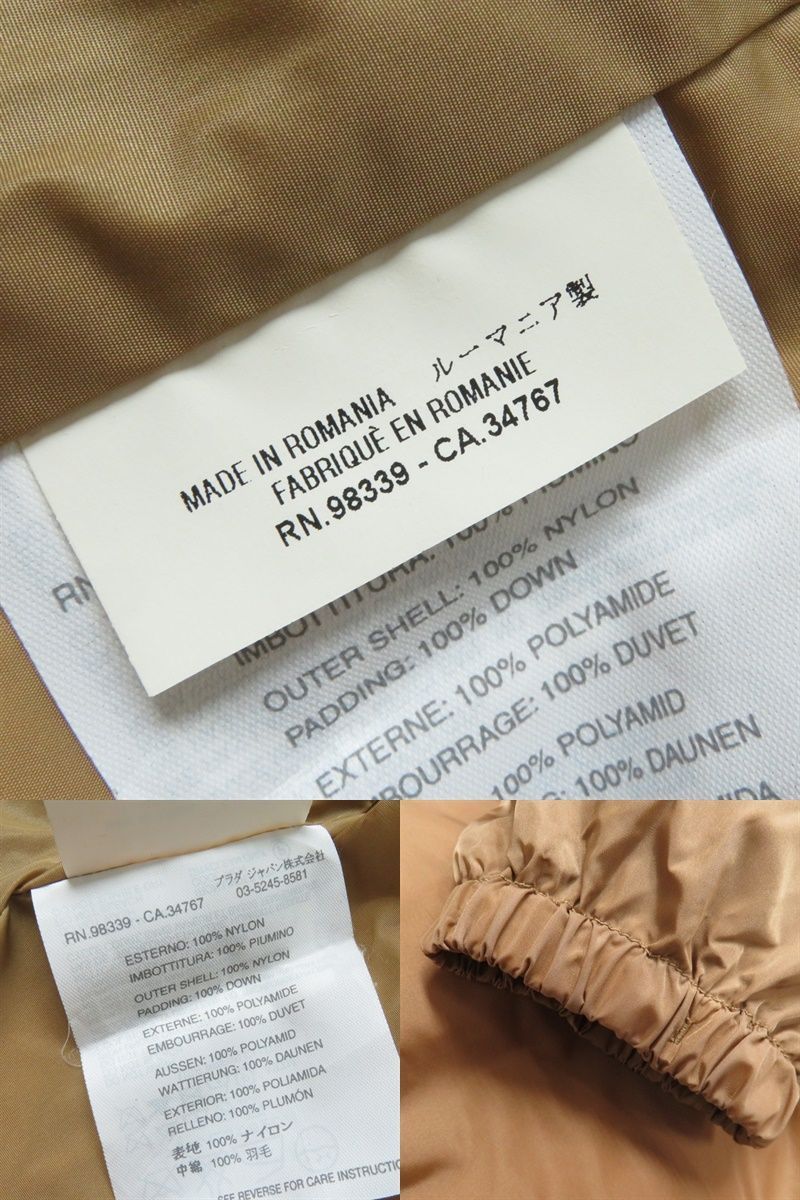 MADE IN ROMANIA ルーマニア製
FABRIQUÈ EN ROMANIE
RN.98339 - CA.34767
RN
IMBOTTITURA: 100% PIUMINO
OUTER SHELL: 100% NYLON
PADDING: 100% DOWN
EXTERNE: 100% POLYAMIDE
EMBOURRAGE: 100% DUVET
100% POLYAMID
100% DAUNEN
プラダ ジャパン株式会社
03-5245-8581
RN.98339 - CA.34767
ESTERNO: 100% NYLON
IMBOTTITURA: 100% PIUMINO
OUTER SHELL: 100% NYLON
PADDING: 100% DOWN
EXTERNE: 100% POLYAMIDE
EMBOURRAGE: 100% DUVET
AUSSEN: 100% POLYAMID
WATTIERUNG: 100% DAUNEN
EXTERIOR: 100% POLIAMIDA
RELLENO: 100% PLUMÓN
表地 100% ナイロン
中綿 100% 羽毛
SEE REVERSE FOR CARE INSTRUCTIO